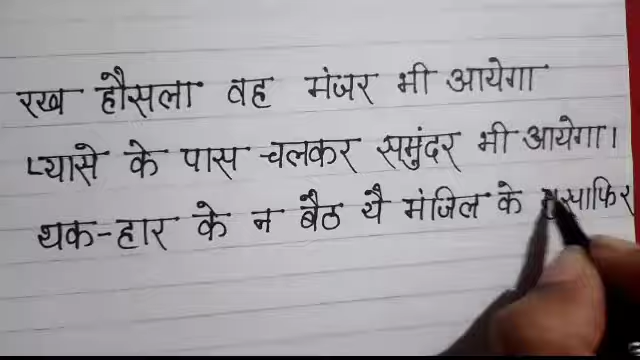 रख हौसला वह मंजर भी आयेगा
प्यासे के पास चलकर समुंदर भी आयेगा।
थक-हार के न बैठ ये मंजिल के